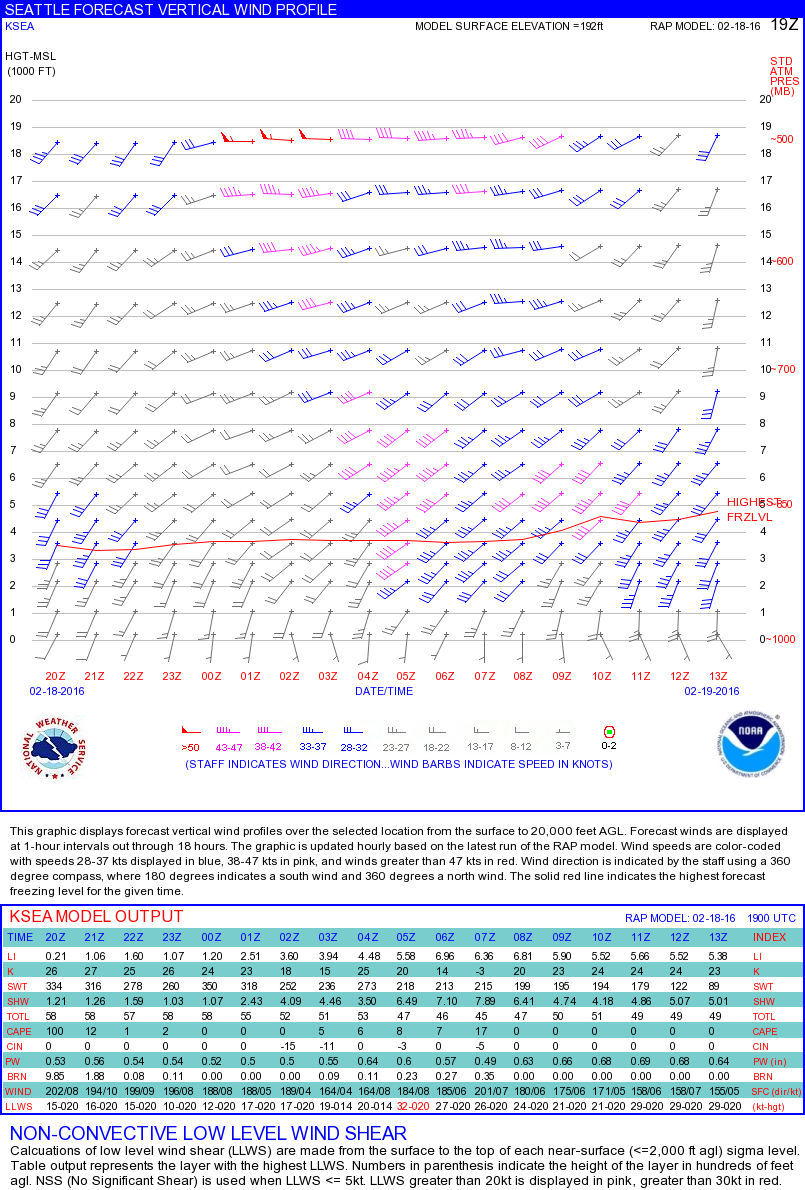 SEATTLE FORECAST VERTICAL WIND PROFILE
KSEA MODEL SURFACE ELEVATION =192ft RAP MODEL: 02-18-16 19Z
HGT-MSL
(1000 FT)
STD
ATM
PRES
(MB)
20 20
19 19
~500
18 18
17 17
16 16
15 15
14 14 ~600
13 13
12 12
11 11
10 10 ~700
9 9
8 8
7 7
6 6
HIGHEST
5 5 ~850
FRZLVL
4 4
3 3
2 2
1 1
0 0 ~1000
20Z 21Z 22Z 23Z 00Z 01Z 02Z 03Z 04Z 05Z 06Z 07Z 08Z 09Z 10Z 11Z 12Z 13Z
02-18-2016 DATE/TIME 02-19-2016
NATIONAL WEATHER SERVICE
NATIONAL OCEANIC AND ATMOSPHERIC ADMINISTRATION
NOAA
U.S. DEPARTMENT OF COMMERCE
>50 43-47 38-42 33-37 28-32 23-27 18-22 13-17 8-12 3-7 0-2
(STAFF INDICATES WIND DIRECTION...WIND BARBS INDICATE SPEED IN KNOTS)
This graphic displays forecast vertical wind profiles over the selected location from the surface to 20,000 feet AGL. Forecast winds are displayed
at 1-hour intervals out through 18 hours. The graphic is updated hourly based on the latest run of the RAP model. Wind speeds are color-coded
with speeds 28-37 kts displayed in blue, 38-47 kts in pink, and winds greater than 47 kts in red. Wind direction is indicated by the staff using a 360
degree compass, where 180 degrees indicates a south wind and 360 degrees a north wind. The solid red line indicates the highest forecast
freezing level for the given time.
KSEA MODEL OUTPUT RAP MODEL: 02-18-16 1900 UTC
TIME 20Z 21Z 22Z 23Z 00Z 01Z 02Z 03Z 04Z 05Z 06Z 07Z 08Z 09Z 10Z 11Z 12Z 13Z INDEX
LI 0.21 1.06 1.60 1.07 1.20 2.51 3.60 3.94 4.48 5.58 6.96 6.36 6.81 5.90 5.52 5.66 5.52 5.38 LI
K 26 27 25 26 24 23 18 15 25 20 14 -3 20 23 24 24 24 23 K
SWT 334 316 278 260 350 318 252 236 273 218 213 215 199 195 194 179 122 89 SWT
SHW 1.21 1.26 1.59 1.03 1.07 2.43 4.09 4.46 3.50 6.49 7.10 7.89 6.41 4.74 4.18 4.86 5.07 5.01 SHW
TOTL 58 58 57 58 58 55 52 51 53 47 46 45 47 50 51 49 49 49 TOTL
CAPE 100 12 1 2 0 0 0 5 6 8 7 17 0 0 0 0 0 0 CAPE
CIN 0 0 0 0 0 0 -15 -11 0 -3 0 -5 0 0 0 0 0 0 CIN
PW 0.53 0.56 0.54 0.54 0.52 0.5 0.5 0.55 0.64 0.6 0.57 0.49 0.63 0.66 0.68 0.69 0.68 0.64 PW (in)
BRN 9.85 1.88 0.08 0.11 0.00 0.00 0.00 0.09 0.11 0.23 0.27 0.35 0.00 0.00 0.00 0.00 0.00 0.00 BRN
WIND 202/08 194/10 199/09 196/08 188/08 188/05 189/04 164/04 164/08 184/08 185/06 201/07 180/06 175/06 171/05 158/06 158/07 155/05 SFC (dir/kt)
LLWS 15-020 16-020 15-020 10-020 12-020 17-020 17-020 19-014 20-014 32-020 27-020 26-020 24-020 21-020 21-020 29-020 29-020 29-020 (kt-hgt)
NON-CONVECTIVE LOW LEVEL WIND SHEAR
Calcuations of low level wind shear (LLWS) are made from the surface to the top of each near-surface (<=2,000 ft agl) sigma level.
Table output represents the layer with the highest LLWS. Numbers in parenthesis indicate the height of the layer in hundreds of feet
agl. NSS (No Significant Shear) is used when LLWS <= 5kt. LLWS greater than 20kt is displayed in pink, greater than 30kt in red.